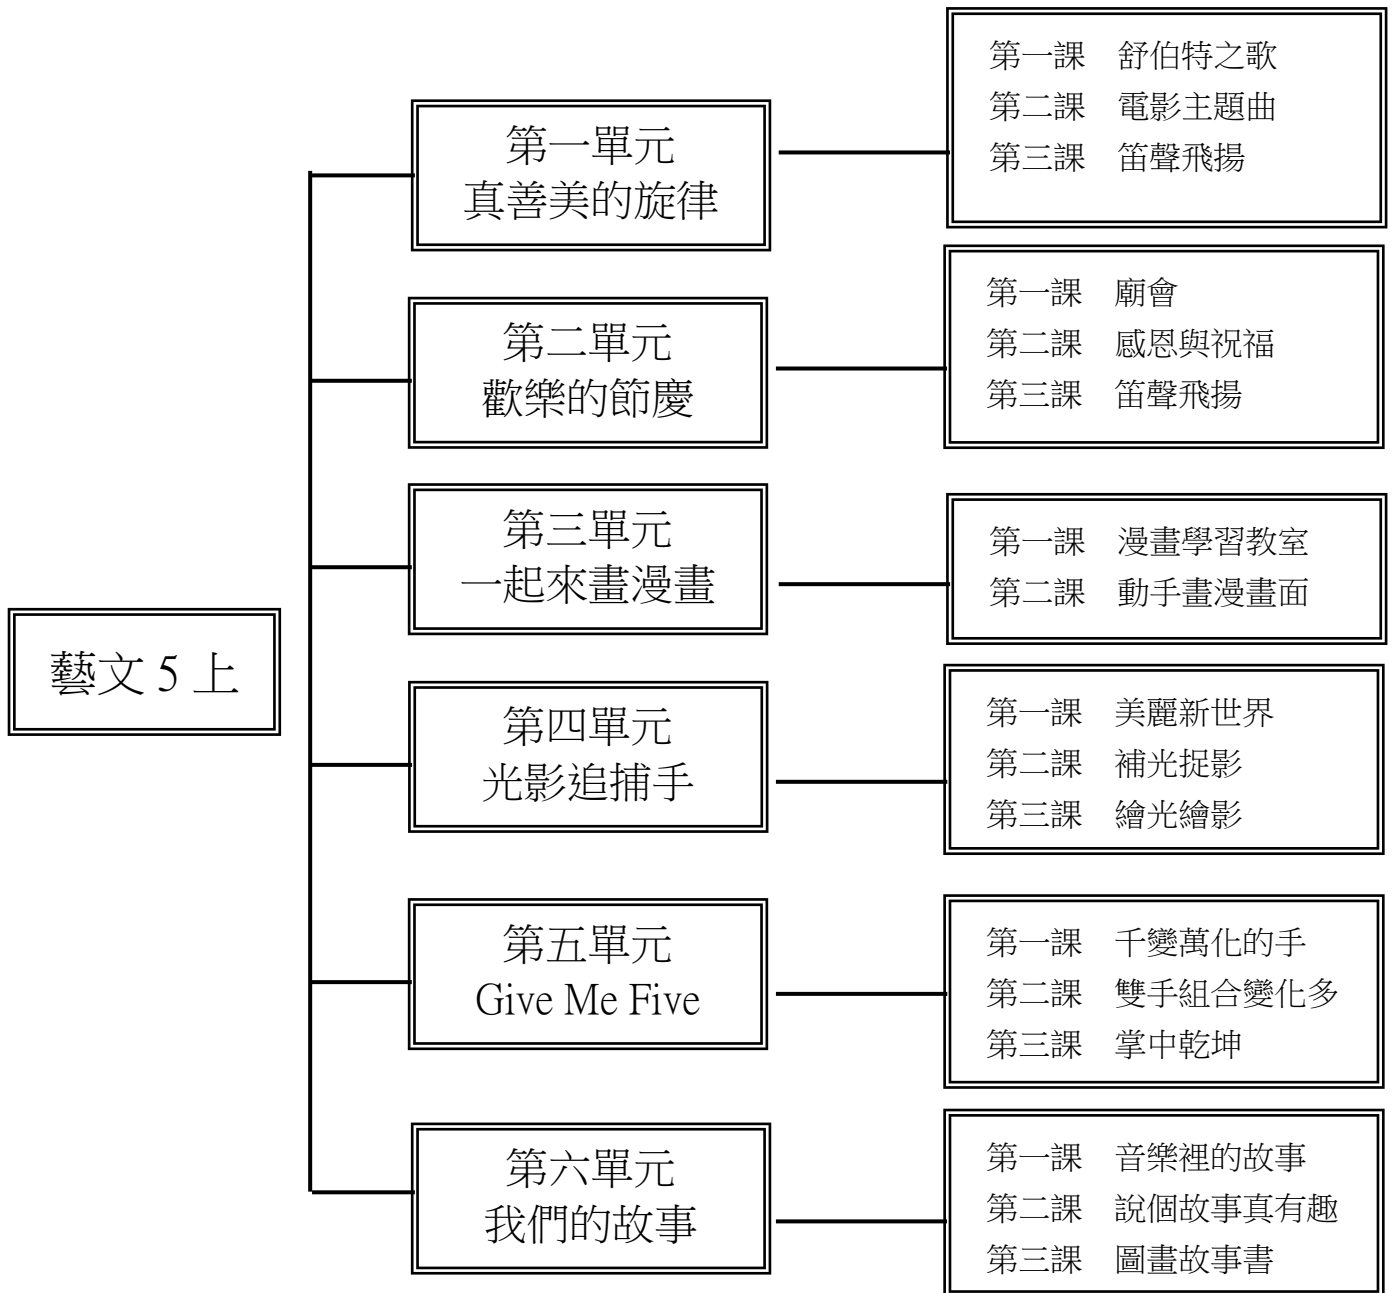 藝文 5 上
第一單元
真善美的旋律
第一課　舒伯特之歌
第二課　電影主題曲
第三課　笛聲飛揚
第二單元
歡樂的節慶
第一課　廟會
第二課　感恩與祝福
第三課　笛聲飛揚
第三單元
一起來畫漫畫
第一課　漫畫學習教室
第二課　動手畫漫畫面
第四單元
光影追捕手
第一課　美麗新世界
第二課　補光捉影
第三課　繪光繪影
第五單元
Give Me Five
第一課　千變萬化的手
第二課　雙手組合變化多
第三課　掌中乾坤
第六單元
我們的故事
第一課　音樂裡的故事
第二課　說個故事真有趣
第三課　圖畫故事書